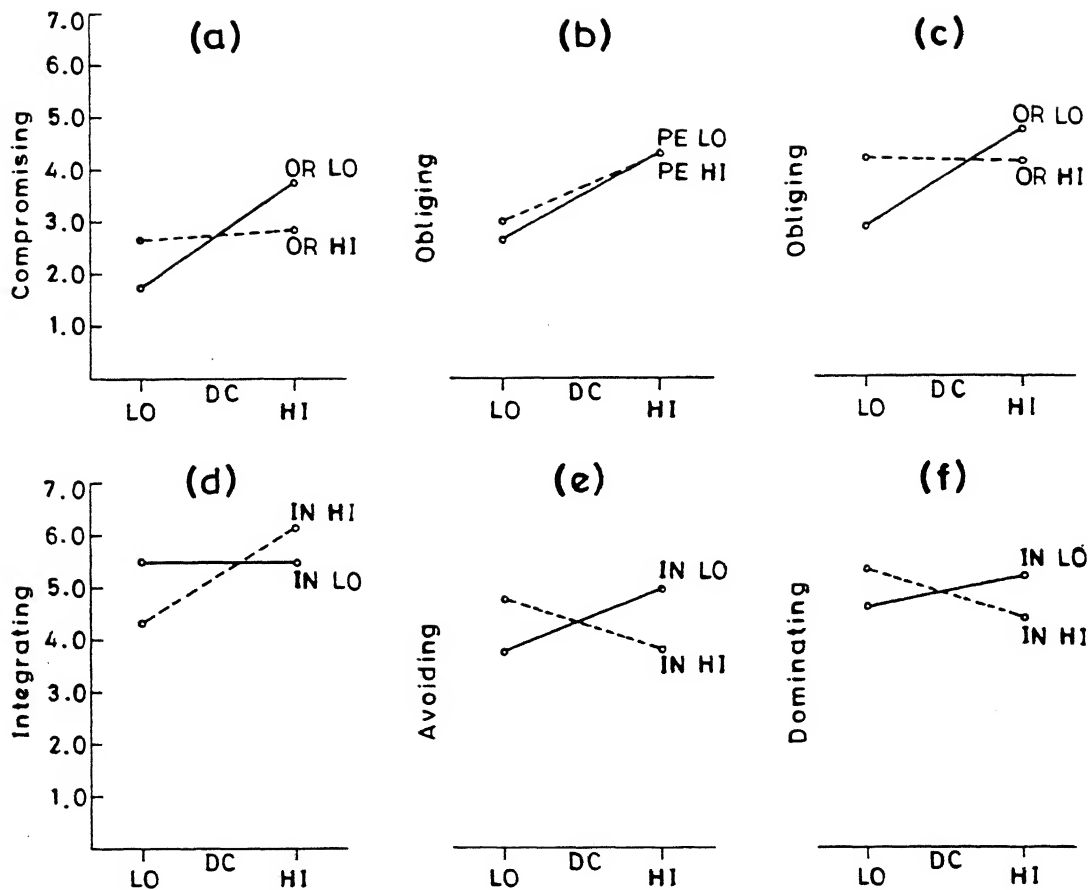 (a)
7.0
6.0
5.0
4.0
3.0
2.0
1.0
Compromising
OR LO
OR HI
LO
DC
HI
(b)
Obliging
PE LO
PE HI
LO
DC
HI
(c)
Obliging
OR LO
OR HI
LO
DC
HI
(d)
7.0
6.0
5.0
4.0
3.0
2.0
1.0
Integrating
IN HI
IN LO
LO
DC
HI
(e)
Avoiding
IN LO
IN HI
LO
DC
HI
(f)
Dominating
IN LO
IN HI
LO
DC
HI